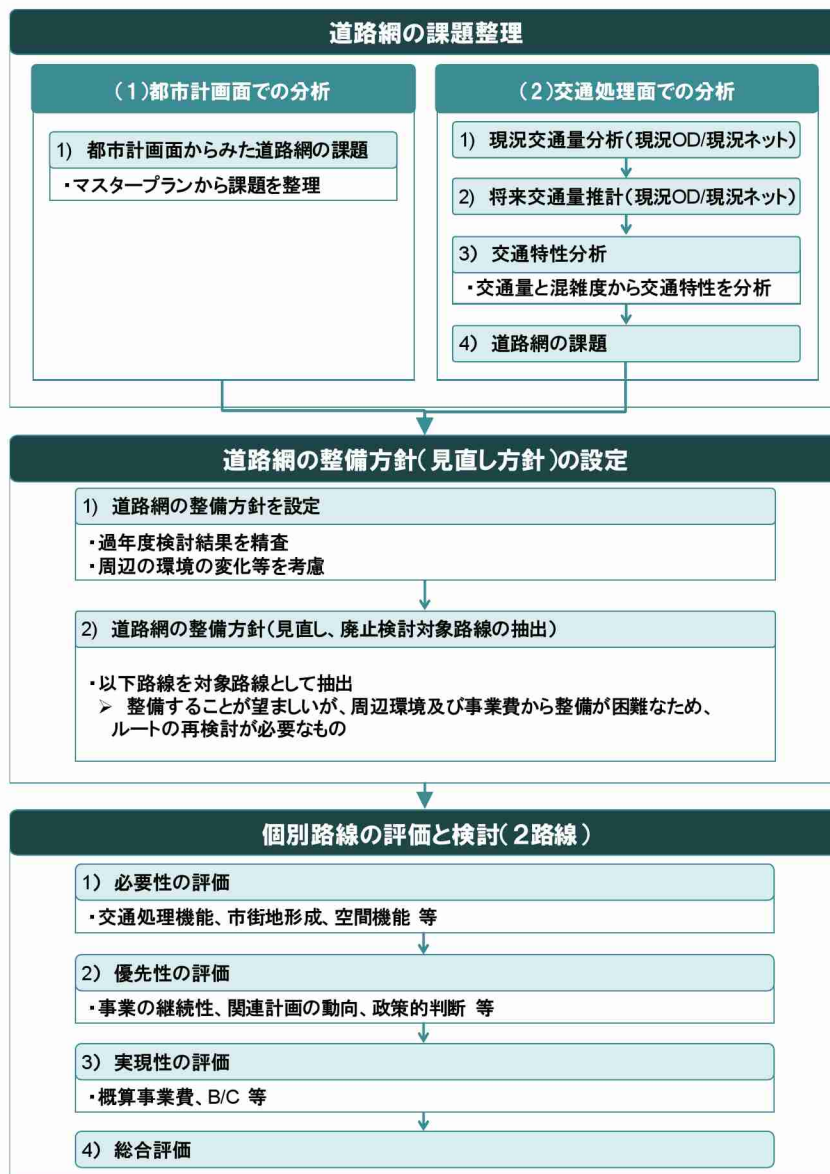 道路網の課題整理
(1)都市計画面での分析
1) 都市計画面からみた道路網の課題
・マスタープランから課題を整理
(2)交通処理面での分析
1) 現況交通量分析(現況OD/現況ネット)
2) 将来交通量推計(現況OD/現況ネット)
3) 交通特性分析
・交通量と混雑度から交通特性を分析
4) 道路網の課題
道路網の整備方針(見直し方針)の設定
1) 道路網の整備方針を設定
・過年度検討結果を精査
・周辺の環境の変化等を考慮
2) 道路網の整備方針(見直し、廃止検討対象路線の抽出)
・以下路線を対象路線として抽出
➢ 整備することが望ましいが、周辺環境及び事業費から整備が困難なため、
ルートの再検討が必要なもの
個別路線の評価と検討(2路線)
1) 必要性の評価
・交通処理機能、市街地形成、空間機能 等
2) 優先性の評価
・事業の継続性、関連計画の動向、政策的判断 等
3) 実現性の評価
・概算事業費、B/C 等
4) 総合評価